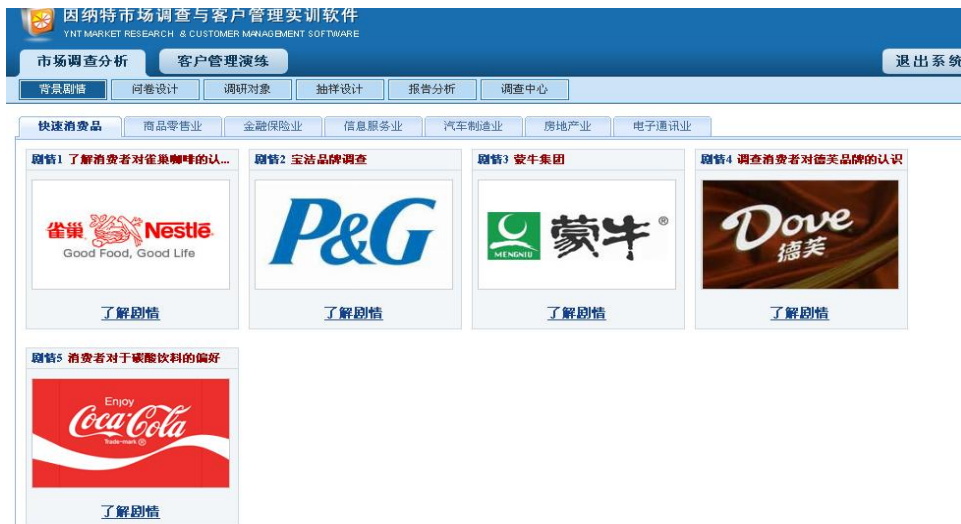 因纳特市场调查与客户管理实训软件
YNT MARKET RESEARCH & CUSTOMER MANAGEMENT SOFTWARE
市场调查分析 客户管理演练 退出系统
背景剧情 问卷设计 调研对象 抽样设计 报告分析 调查中心
快速消费品 商品零售业 金融保险业 信息服务业 汽车制造业 房地产业 电子通讯业
剧情1 了解消费者对雀巢咖啡的认... 剧情2 宝洁品牌调查 剧情3 蒙牛集团 剧情4 调查消费者对德芙品牌的认识
雀巢 Nestlé
Good Food, Good Life
P&G
MENGNIU 蒙牛®
Dove
德芙
了解剧情 了解剧情 了解剧情 了解剧情
剧情5 消费者对于碳酸饮料的偏好
Enjoy
Coca-Cola
Trade-mark ®
了解剧情